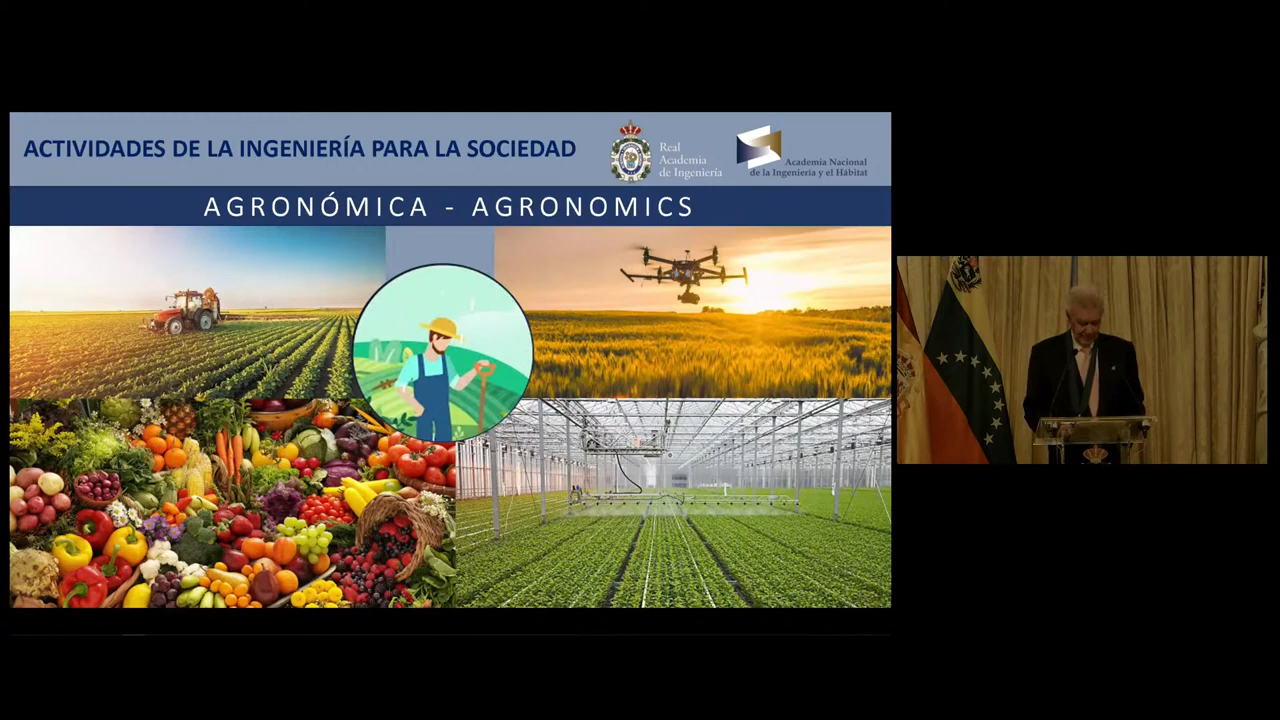 ACTIVIDADES DE LA INGENIERÍA PARA LA SOCIEDAD
Real
Academia
de Ingeniería
Academia Nacional
de la Ingeniería y el Hábitat
AGRONÓMICA - AGRONOMICS